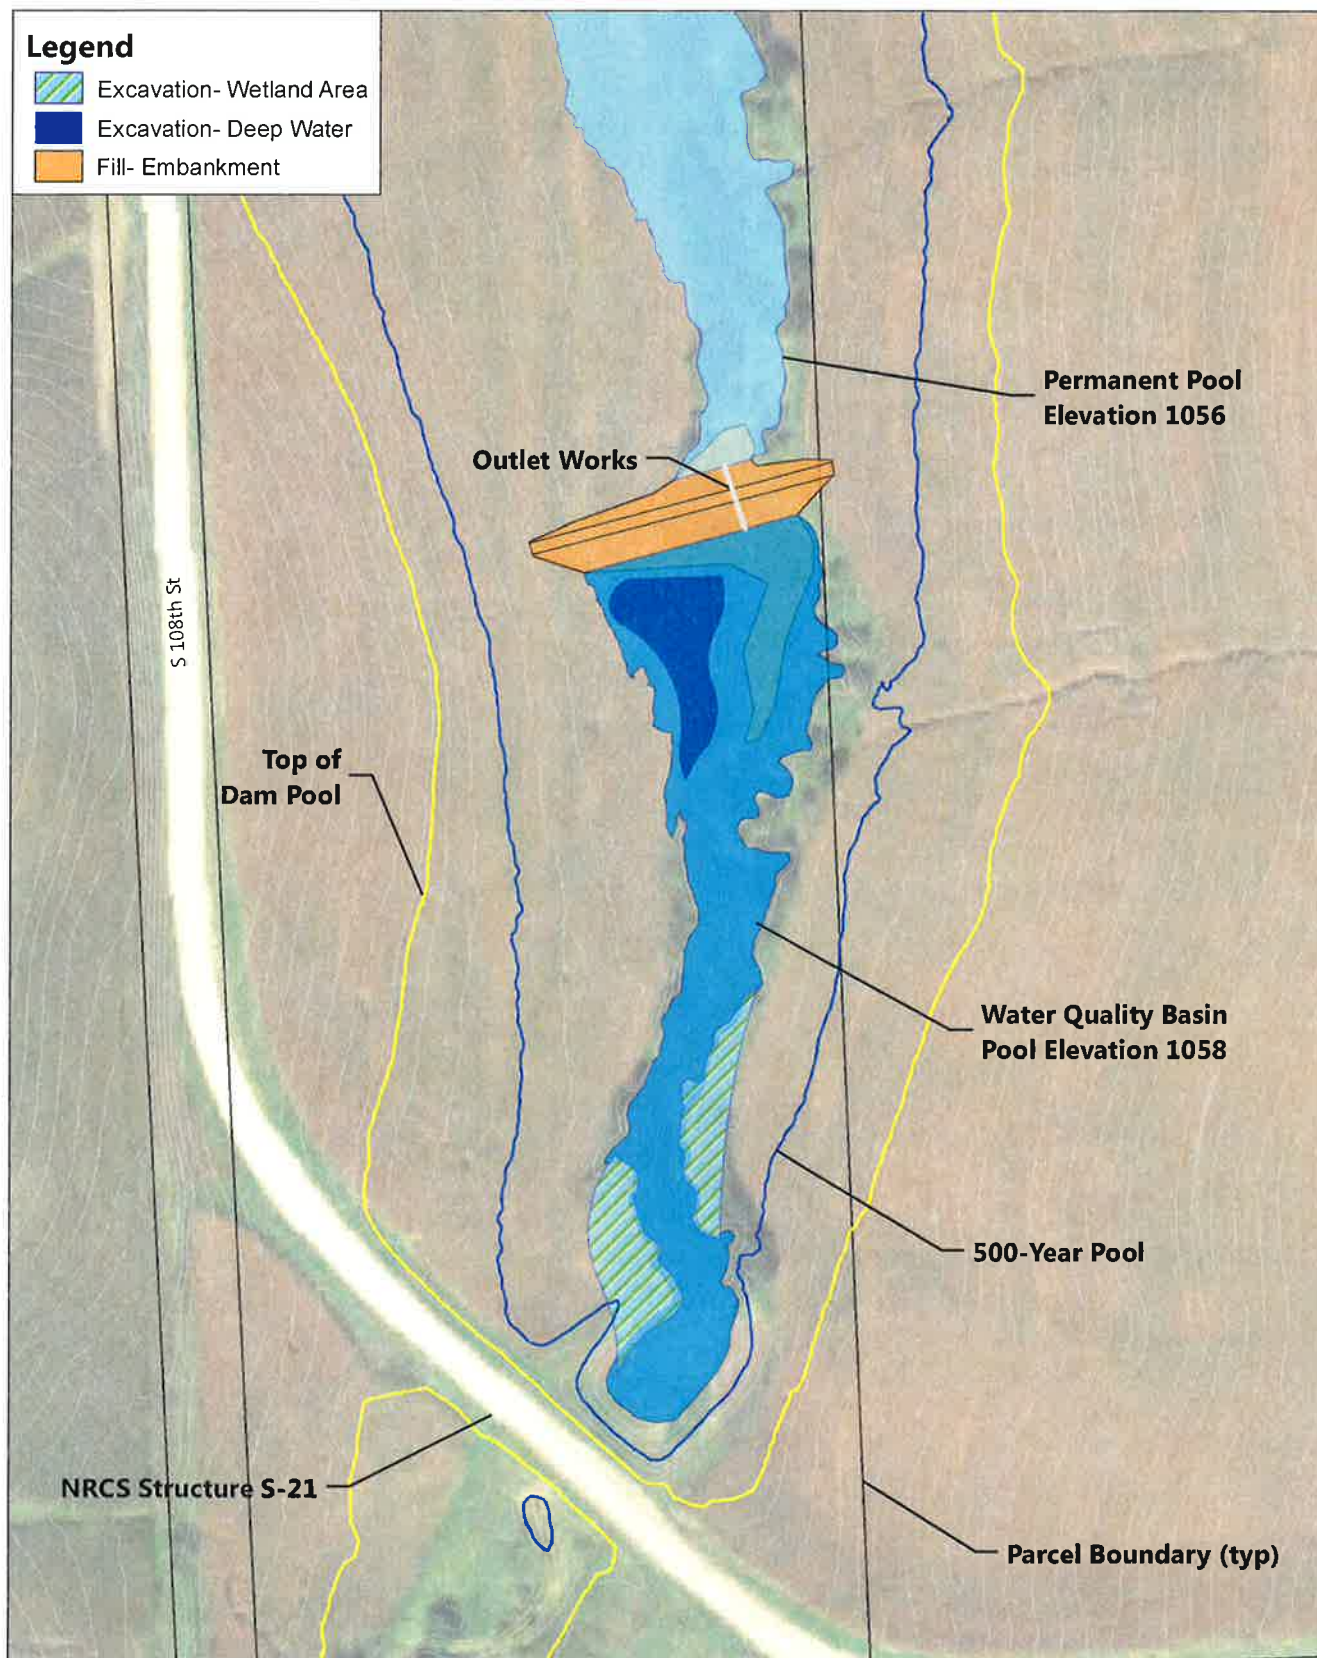 Legend
Excavation- Wetland Area
Excavation- Deep Water
Fill- Embankment
Permanent Pool
Elevation 1056
Outlet Works
S 108th St
Top of
Dam Pool
Water Quality Basin
Pool Elevation 1058
500-Year Pool
NRCS Structure S-21
Parcel Boundary (typ)